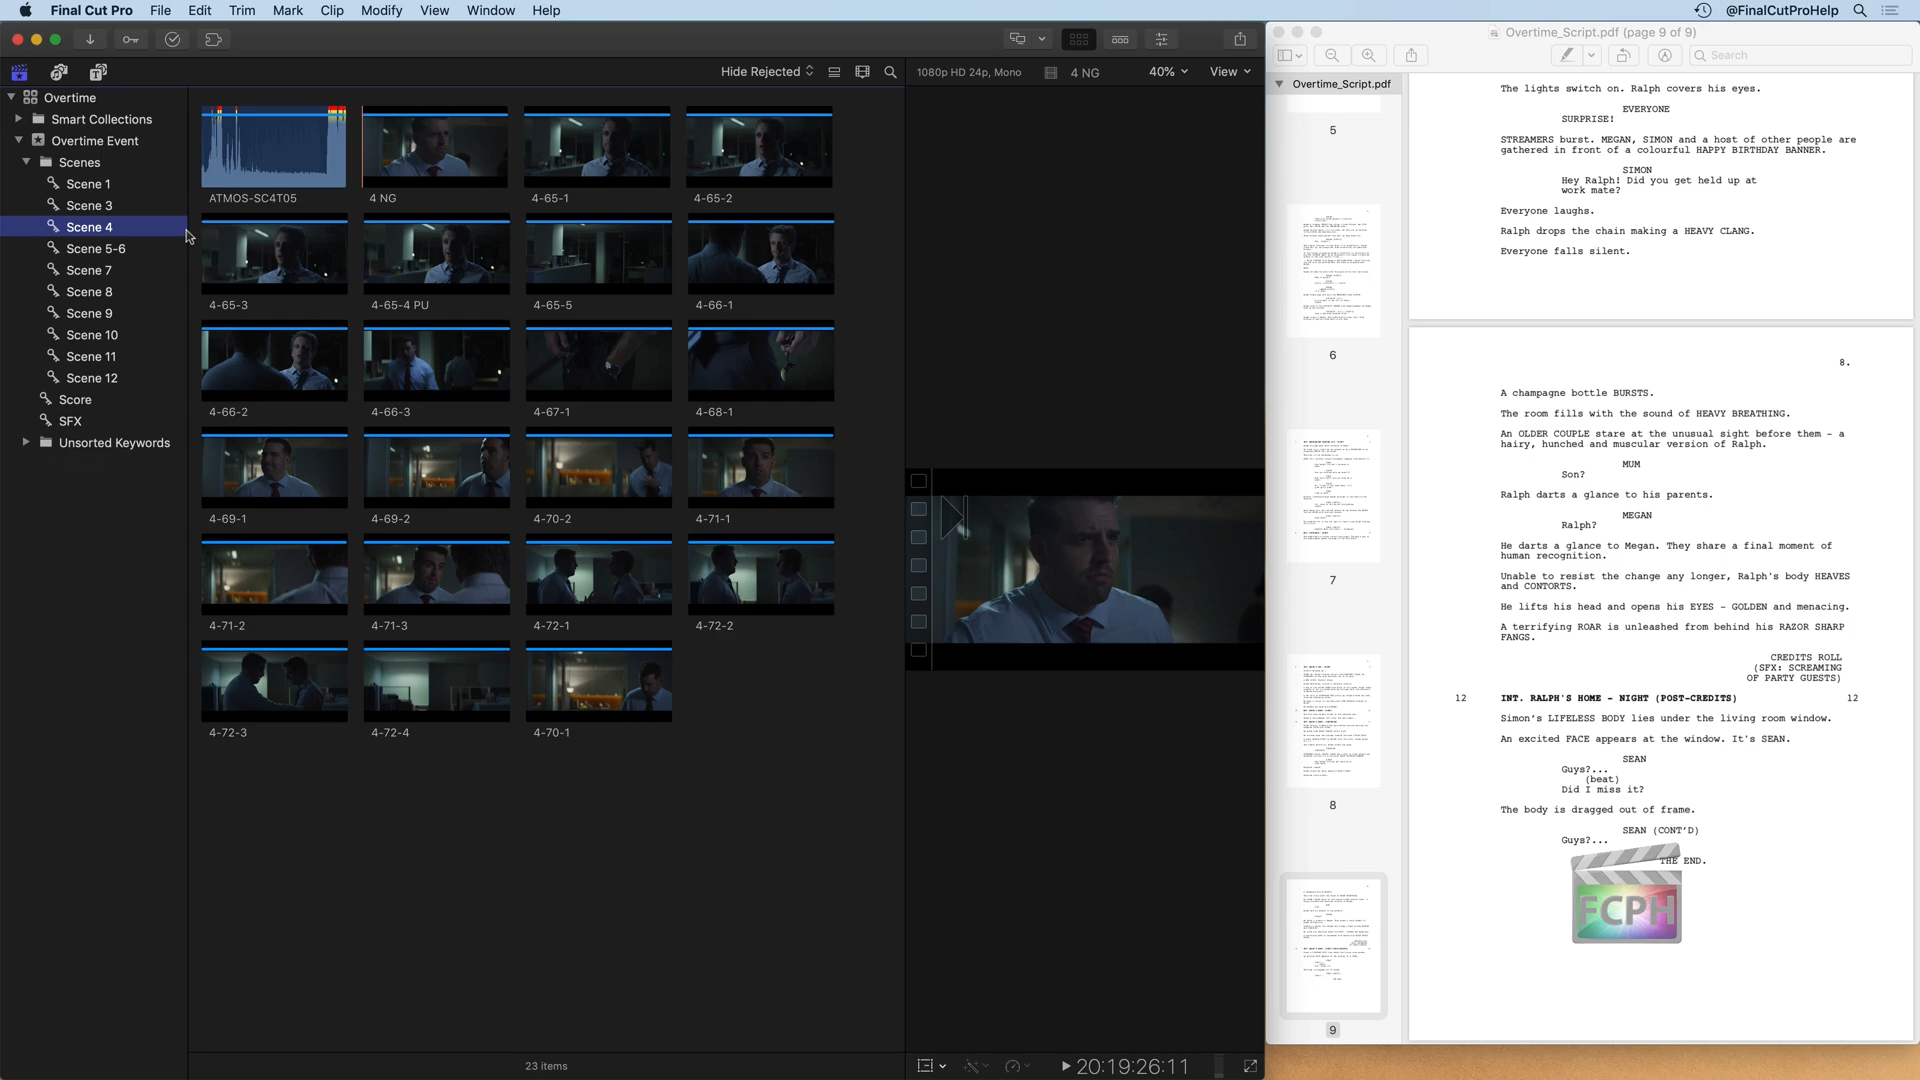 Final Cut Pro File Edit Trim Mark Clip Modify View Window Help
@FinalCutProHelp
Hide Rejected
1080p HD 24p, Mono
4 NG
40%
View
Overtime
Smart Collections
Overtime Event
Scenes
Scene 1
Scene 3
Scene 4
Scene 5-6
Scene 7
Scene 8
Scene 9
Scene 10
Scene 11
Scene 12
Score
SFX
Unsorted Keywords
ATMOS-SC4T05
4 NG
4-65-1
4-65-2
4-65-3
4-65-4 PU
4-65-5
4-66-1
4-66-2
4-66-3
4-67-1
4-68-1
4-69-1
4-69-2
4-70-2
4-71-1
4-71-2
4-71-3
4-72-1
4-72-2
4-72-3
4-72-4
4-70-1
23 items
20:19:26:11
Overtime_Script.pdf (page 9 of 9)
Search
Overtime_Script.pdf
5
6
7
8
9
The lights switch on. Ralph covers his eyes.
EVERYONE
SURPRISE!
STREAMERS burst. MEGAN, SIMON and a host of other people are
gathered in front of a colourful HAPPY BIRTHDAY BANNER.
SIMON
Hey Ralph! Did you get held up at
work mate?
Everyone laughs.
Ralph drops the chain making a HEAVY CLANG.
Everyone falls silent.
8.
A champagne bottle BURSTS.
The room fills with the sound of HEAVY BREATHING.
An OLDER COUPLE stare at the unusual sight before them - a
hairy, hunched and muscular version of Ralph.
MUM
Son?
Ralph darts a glance to his parents.
MEGAN
Ralph?
He darts a glance to Megan. They share a final moment of
human recognition.
Unable to resist the change any longer, Ralph's body HEAVES
and CONTORTS.
He lifts his head and opens his EYES - GOLDEN and menacing.
A terrifying ROAR is unleashed from behind his RAZOR SHARP
FANGS.
CREDITS ROLL
(SFX: SCREAMING
OF PARTY GUESTS)
12 INT. RALPH'S HOME - NIGHT (POST-CREDITS) 12
Simon's LIFELESS BODY lies under the living room window.
An excited FACE appears at the window. It's SEAN.
SEAN
Guys?...
(beat)
Did I miss it?
The body is dragged out of frame.
SEAN (CONT'D)
Guys?...
THE END.
FCPH